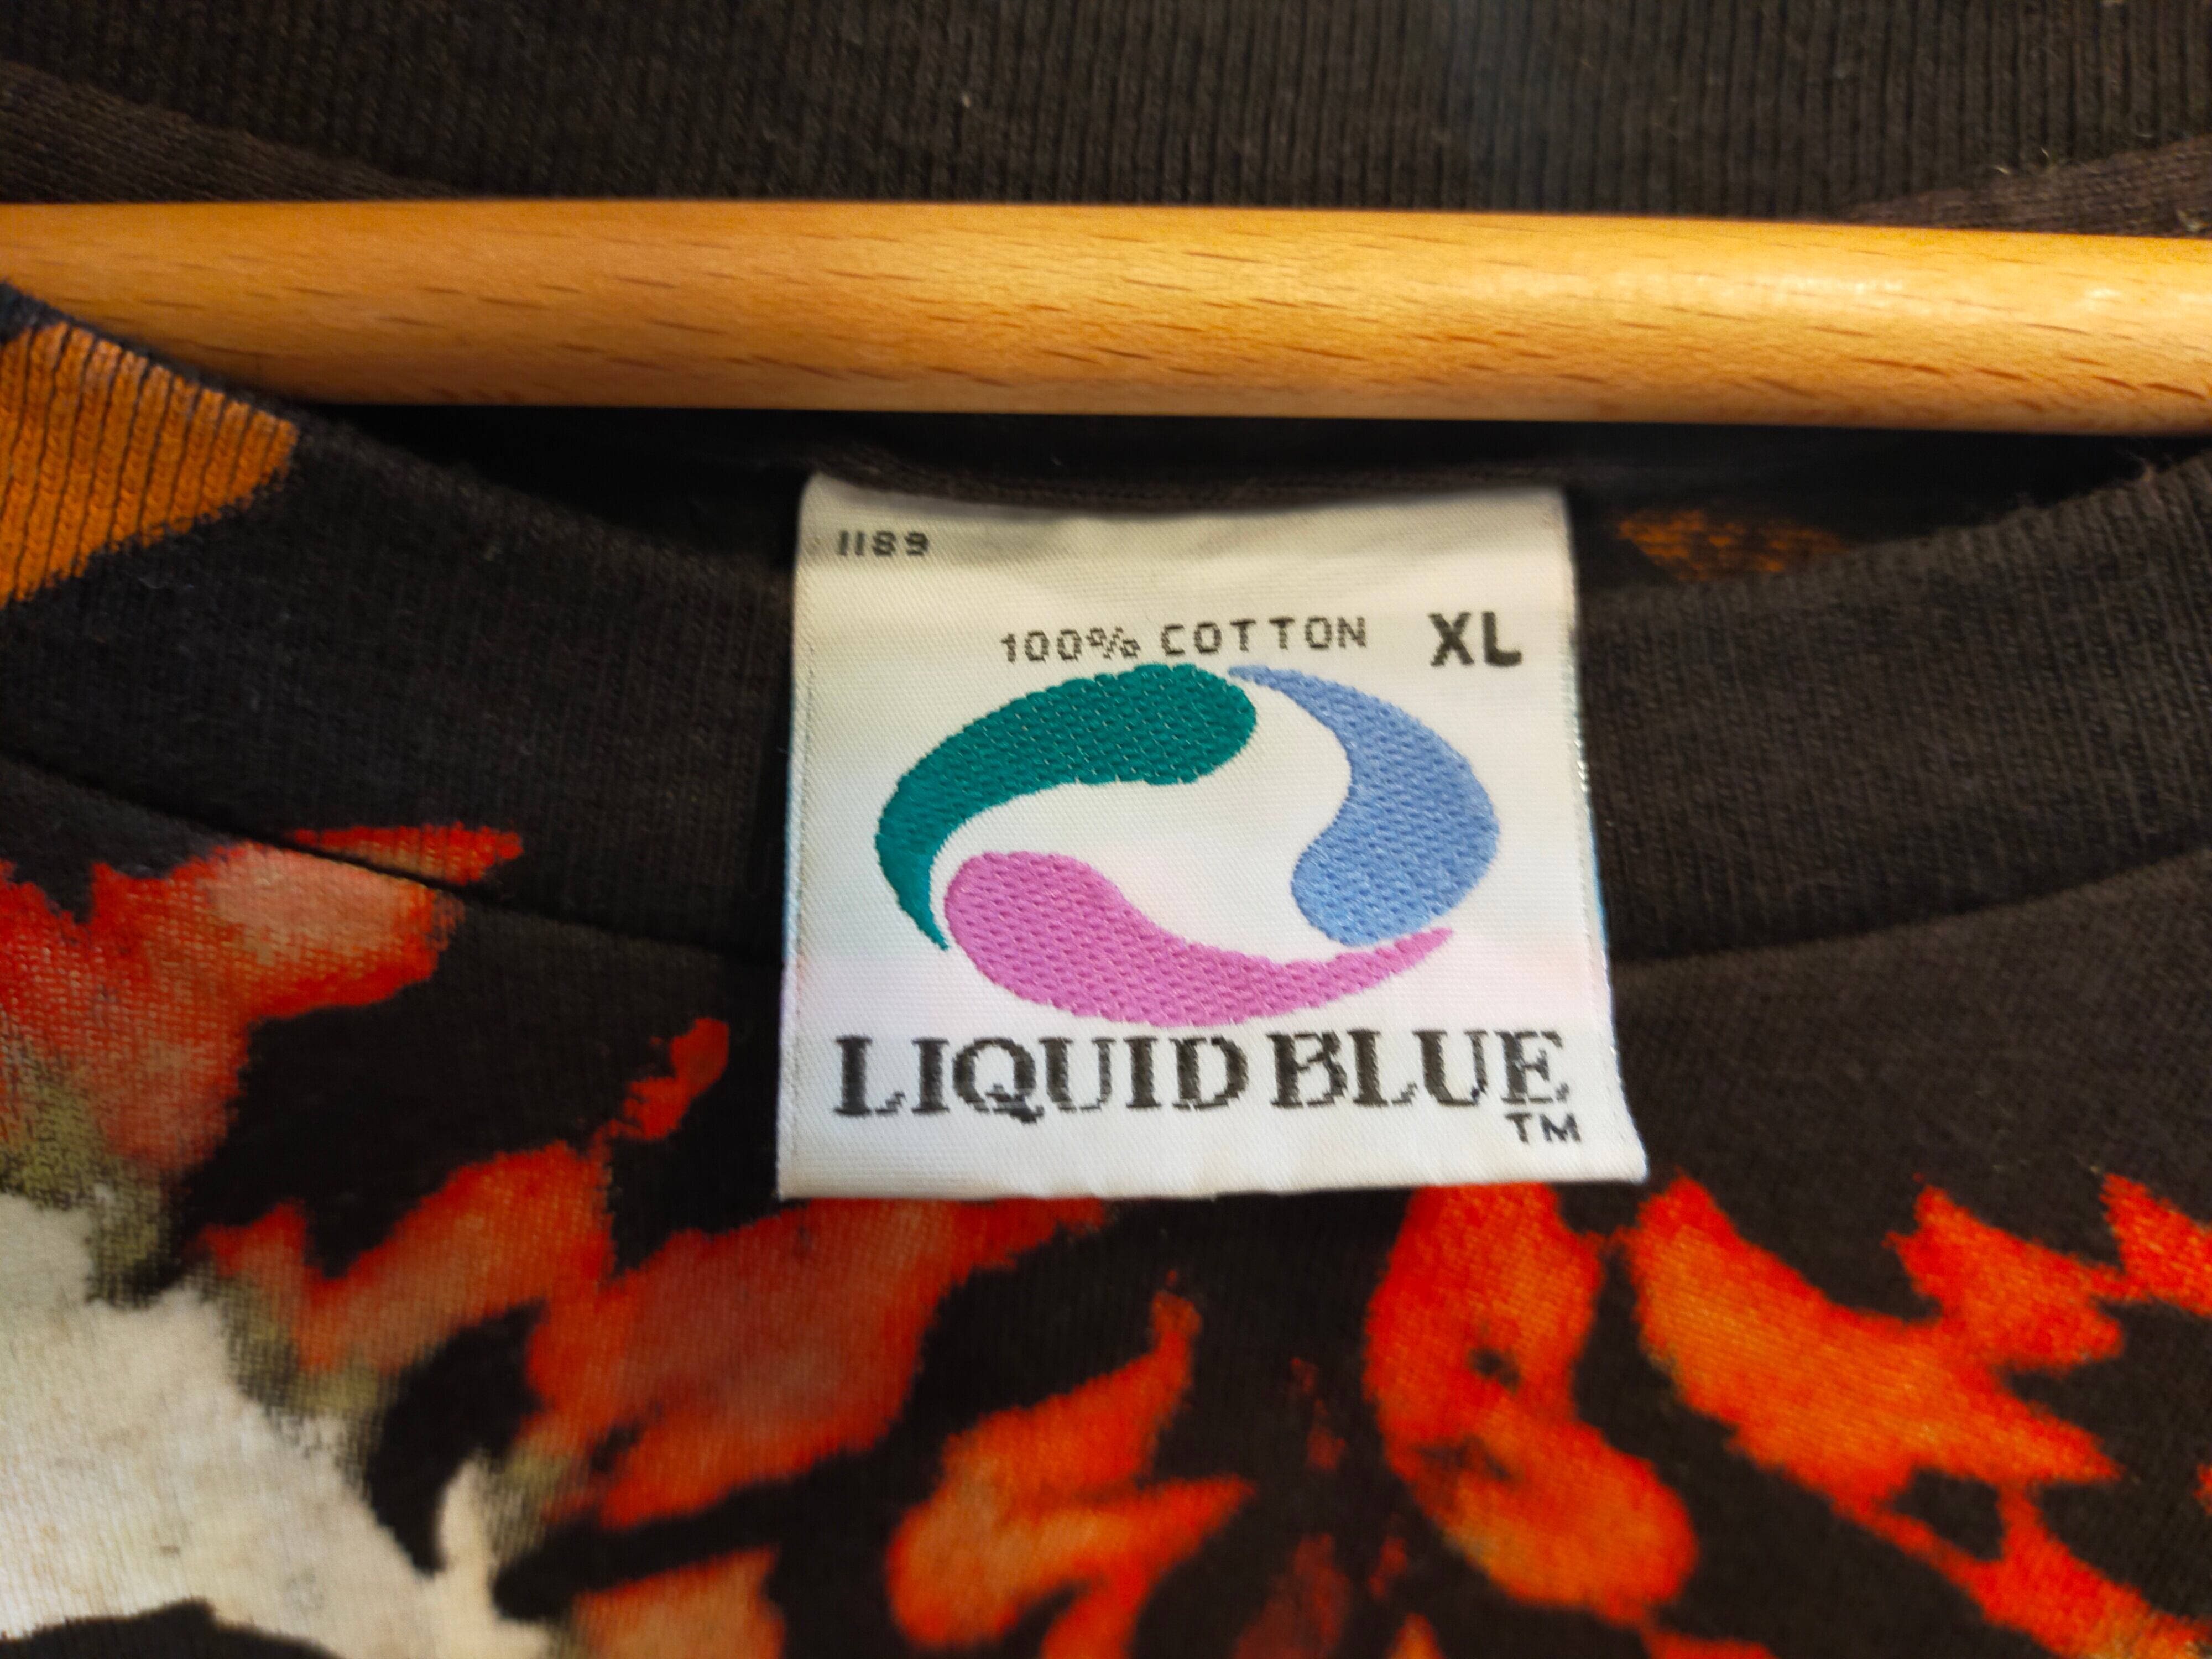 1189
100% COTTON XL
LIQUID BLUE
TM